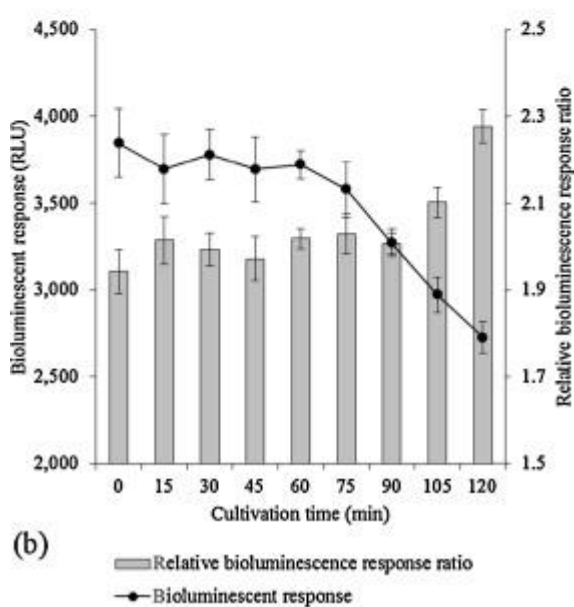 4,500
4,000
3,500
3,000
2,500
2,000
Bioluminescent response (RLU)
2.5
2.3
2.1
1.9
1.7
1.5
Relative bioluminescence response ratio
0 15 30 45 60 75 90 105 120
Cultivation time (min)
(b)
Relative bioluminescence response ratio
Bioluminescent response